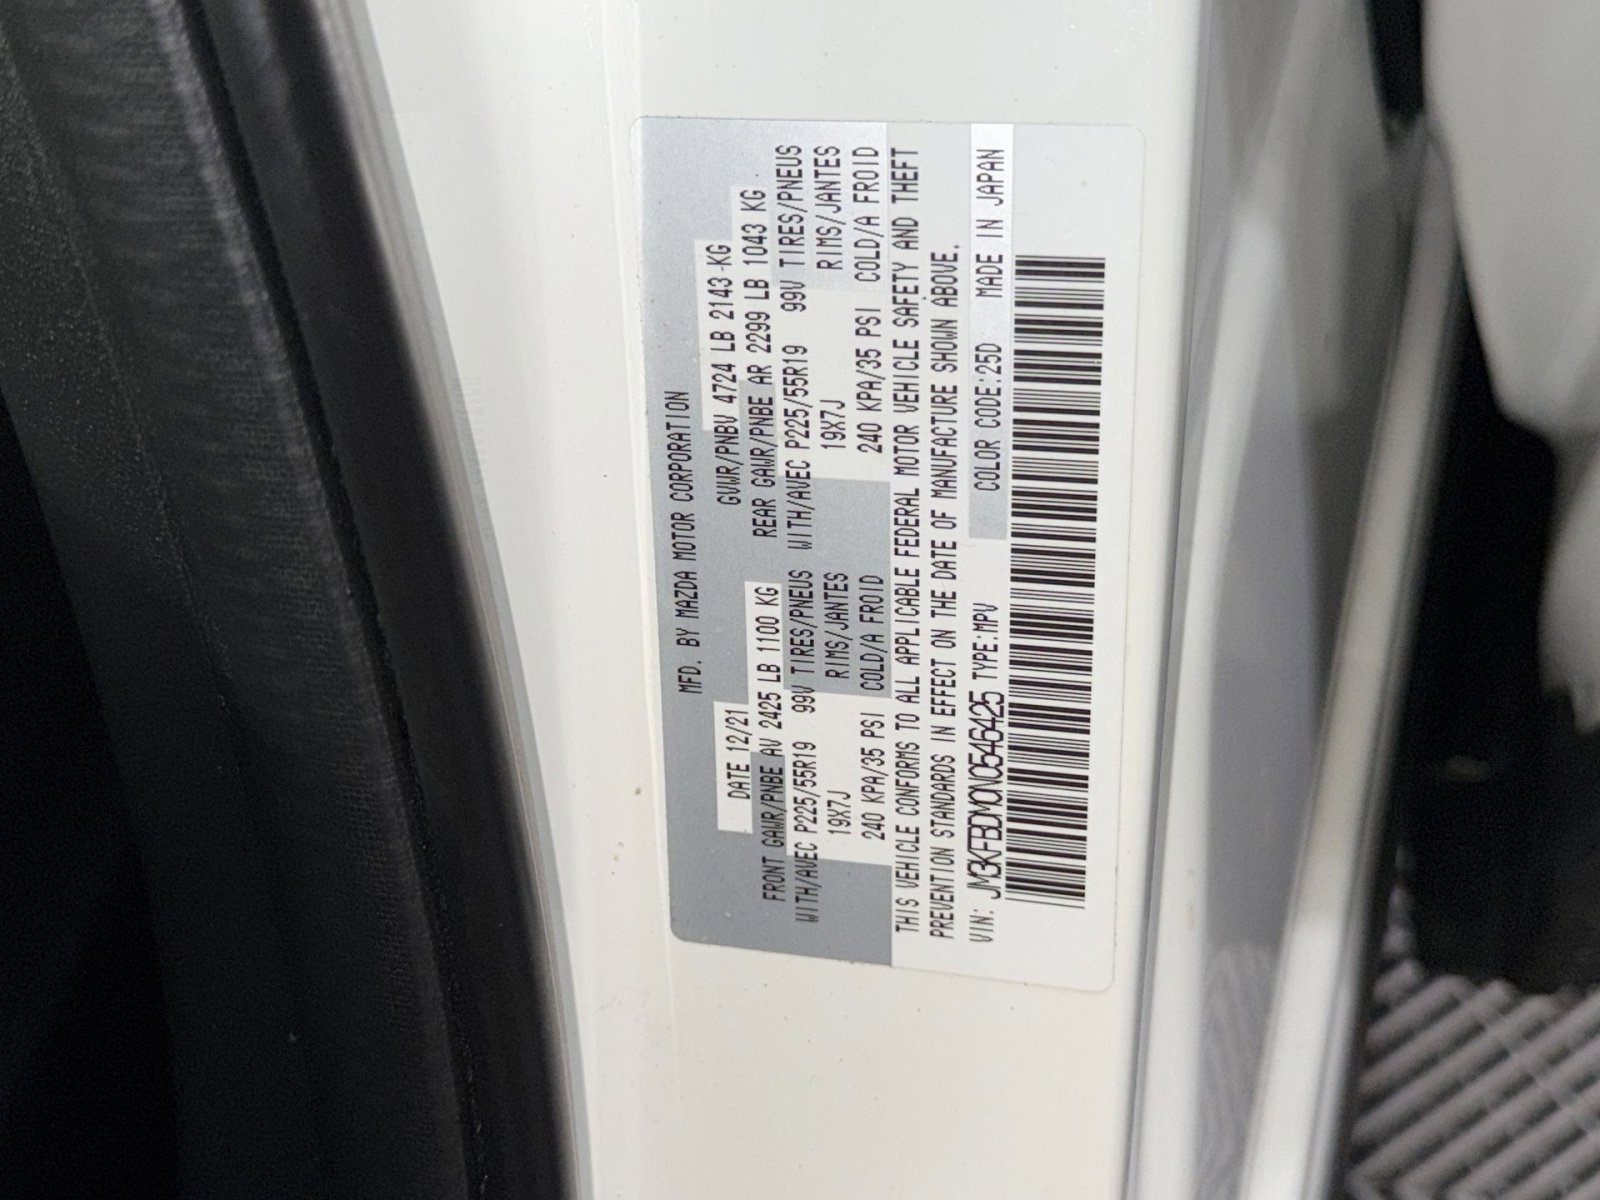 MFD. BY MAZDA MOTOR CORPORATION
DATE 12/21 GVWR/PNBV 4724 LB 2143 KG
FRONT GAWR/PNBE AV 2425 LB 1100 KG REAR GAWR/PNBE AR 2299 LB 1043 KG
WITH/AVEC P225/55R19 99V TIRES/PNEUS WITH/AVEC P225/55R19 99V TIRES/PNEUS
19X7J RIMS/JANTES 19X7J RIMS/JANTES
240 KPA/35 PSI COLD/A FROID 240 KPA/35 PSI COLD/A FROID
THIS VEHICLE CONFORMS TO ALL APPLICABLE FEDERAL MOTOR VEHICLE SAFETY AND THEFT
PREVENTION STANDARDS IN EFFECT ON THE DATE OF MANUFACTURE SHOWN ABOVE.
VIN: JM3KFBDM0N0546425 TYPE:MPV COLOR CODE:25D MADE IN JAPAN